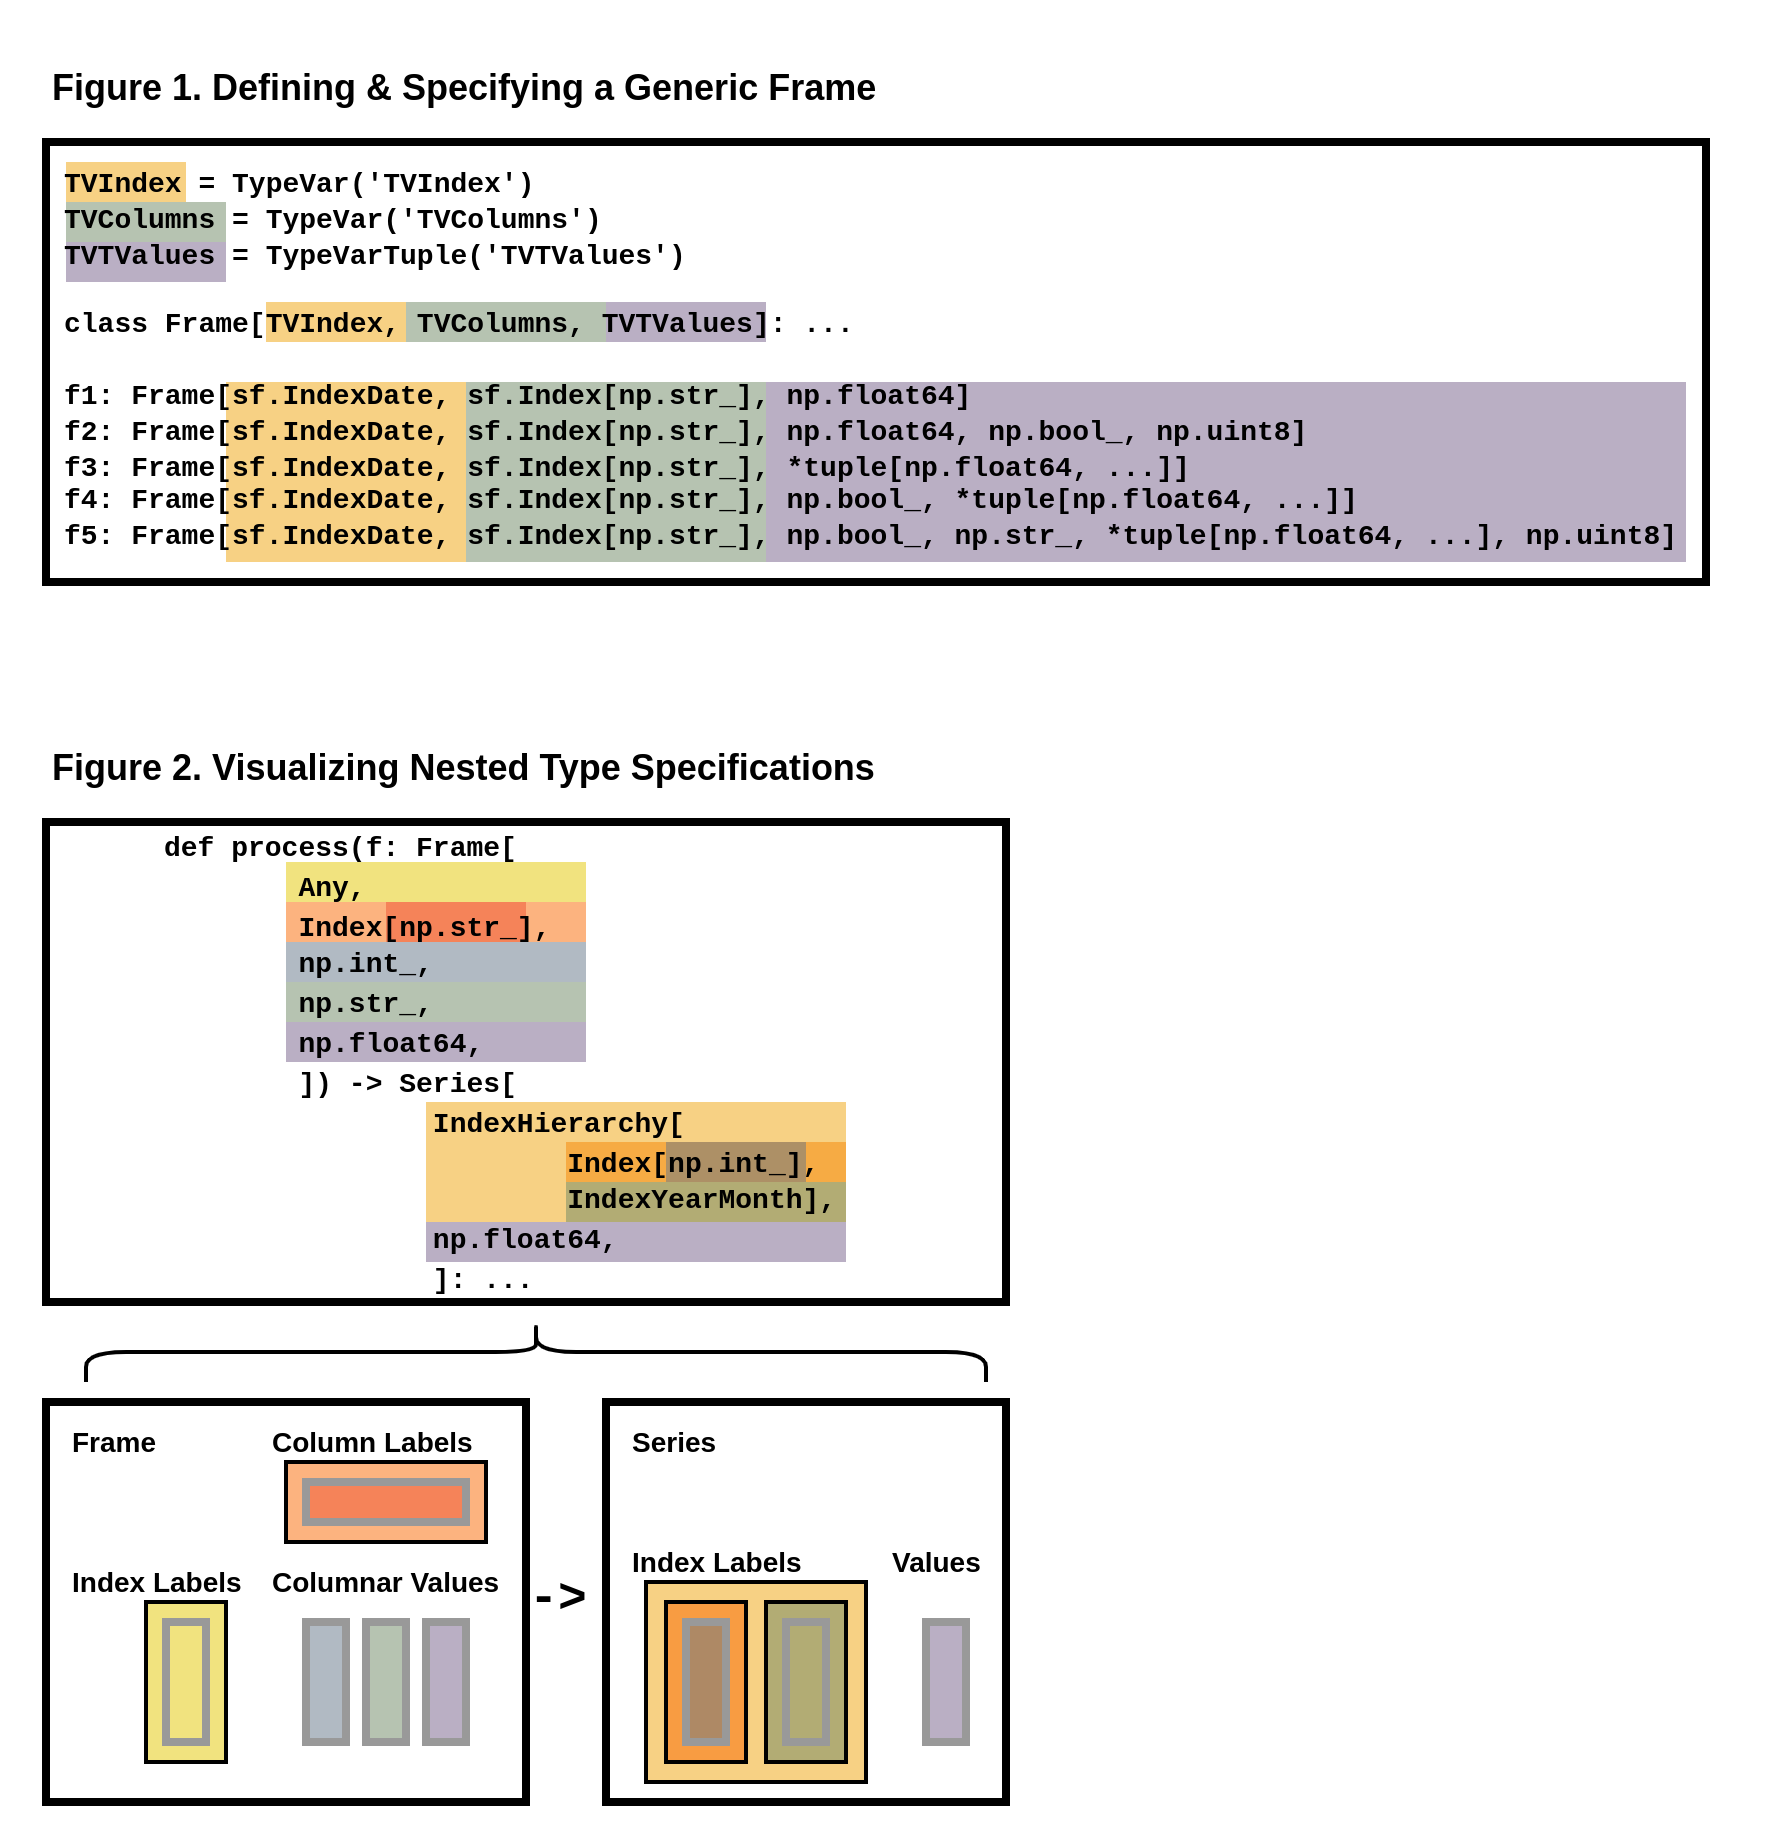 Figure 1. Defining & Specifying a Generic Frame
TVIndex = TypeVar('TVIndex')
TVColumns = TypeVar('TVColumns')
TVTValues = TypeVarTuple('TVTValues')
class Frame[TVIndex, TVColumns, TVTValues]: ...
f1: Frame[sf.IndexDate, sf.Index[np.str_], np.float64]
f2: Frame[sf.IndexDate, sf.Index[np.str_], np.float64, np.bool_, np.uint8]
f3: Frame[sf.IndexDate, sf.Index[np.str_], *tuple[np.float64, ...]]
f4: Frame[sf.IndexDate, sf.Index[np.str_], np.bool_, *tuple[np.float64, ...]]
f5: Frame[sf.IndexDate, sf.Index[np.str_], np.bool_, np.str_, *tuple[np.float64, ...], np.uint8]
Figure 2. Visualizing Nested Type Specifications
def process(f: Frame[
Any,
Index[np.str_],
np.int_,
np.str_,
np.float64,
]) -> Series[
IndexHierarchy[
Index[np.int_],
IndexYearMonth],
np.float64,
]: ...
Frame
Column Labels
Index Labels
Columnar Values
->
Series
Index Labels
Values